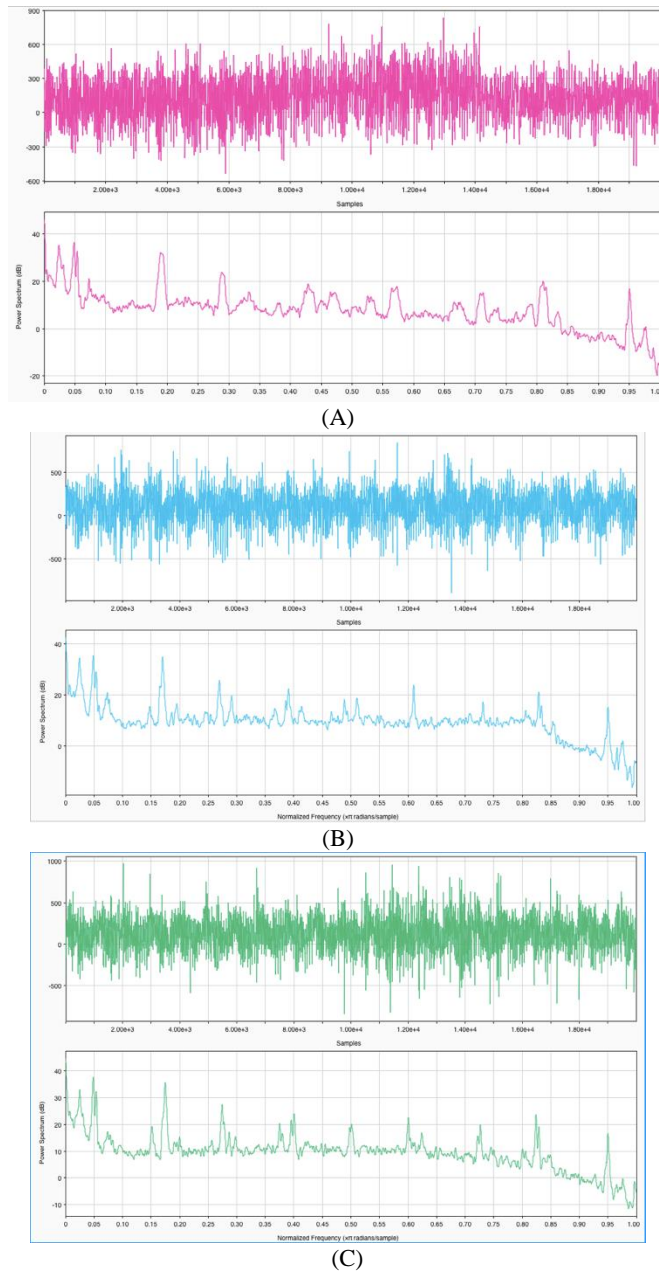 900
600
300
0
-300
-600
2.00e+3 4.00e+3 6.00e+3 8.00e+3 1.00e+4 1.20e+4 1.40e+4 1.60e+4 1.80e+4
Samples
Power Spectrum (dB)
40
20
0
-20
0 0.05 0.10 0.15 0.20 0.25 0.30 0.35 0.40 0.45 0.50 0.55 0.60 0.65 0.70 0.75 0.80 0.85 0.90 0.95 1.0
(A)
500
0
-500
2.00e+3 4.00e+3 6.00e+3 8.00e+3 1.00e+4 1.20e+4 1.40e+4 1.60e+4 1.80e+4
Samples
Power Spectrum (dB)
40
20
0
0 0.05 0.10 0.15 0.20 0.25 0.30 0.35 0.40 0.45 0.50 0.55 0.60 0.65 0.70 0.75 0.80 0.85 0.90 0.95 1.00
Normalized Frequency (×π radians/sample)
(B)
1000
500
0
-500
2.00e+3 4.00e+3 6.00e+3 8.00e+3 1.00e+4 1.20e+4 1.40e+4 1.60e+4 1.80e+4
Samples
Power Spectrum (dB)
40
30
20
10
0
-10
0 0.05 0.10 0.15 0.20 0.25 0.30 0.35 0.40 0.45 0.50 0.55 0.60 0.65 0.70 0.75 0.80 0.85 0.90 0.95 1.00
Normalized Frequency (×π radians/sample)
(C)